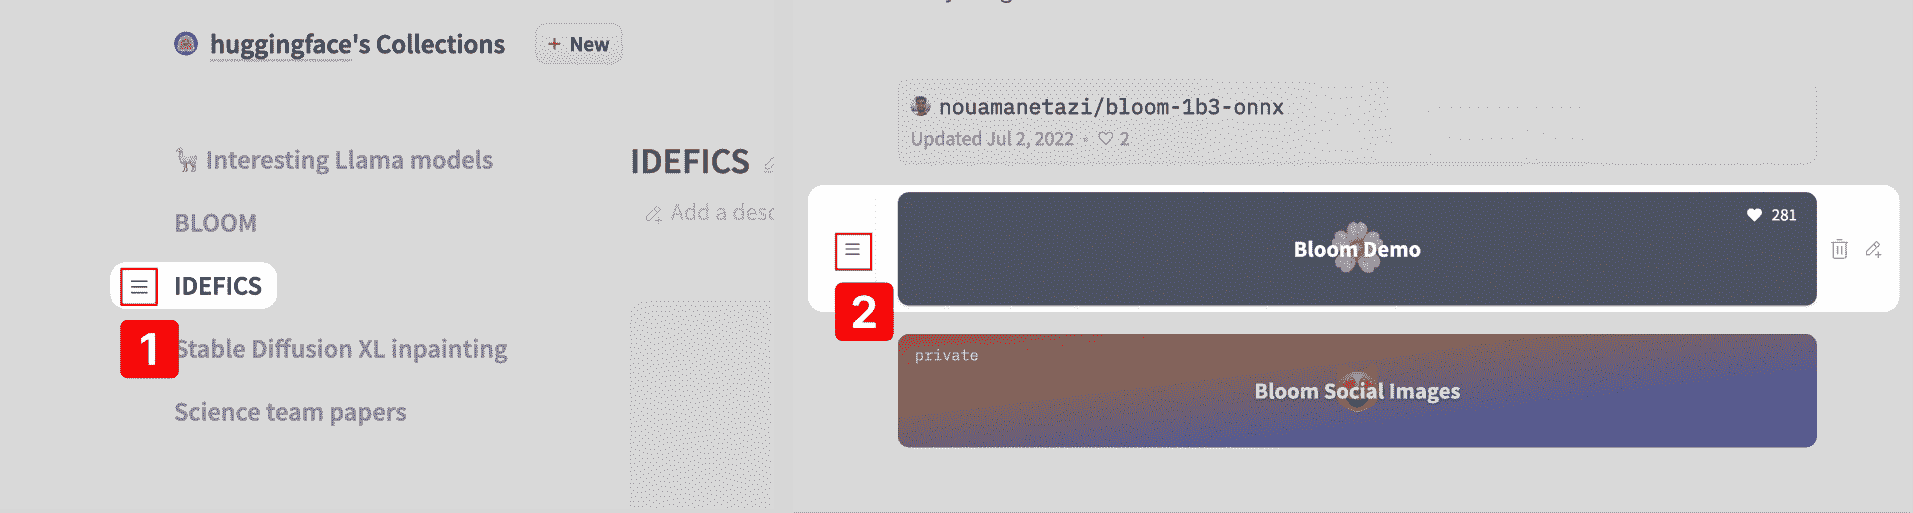 huggingface's Collections
+ New
Interesting Llama models
BLOOM
IDEFICS
1
Stable Diffusion XL inpainting
Science team papers
IDEFICS
Add a desc
nouamanetazi/bloom-1b3-onnx
Updated Jul 2, 2022 • 2
281
Bloom Demo
2
private
Bloom Social Images